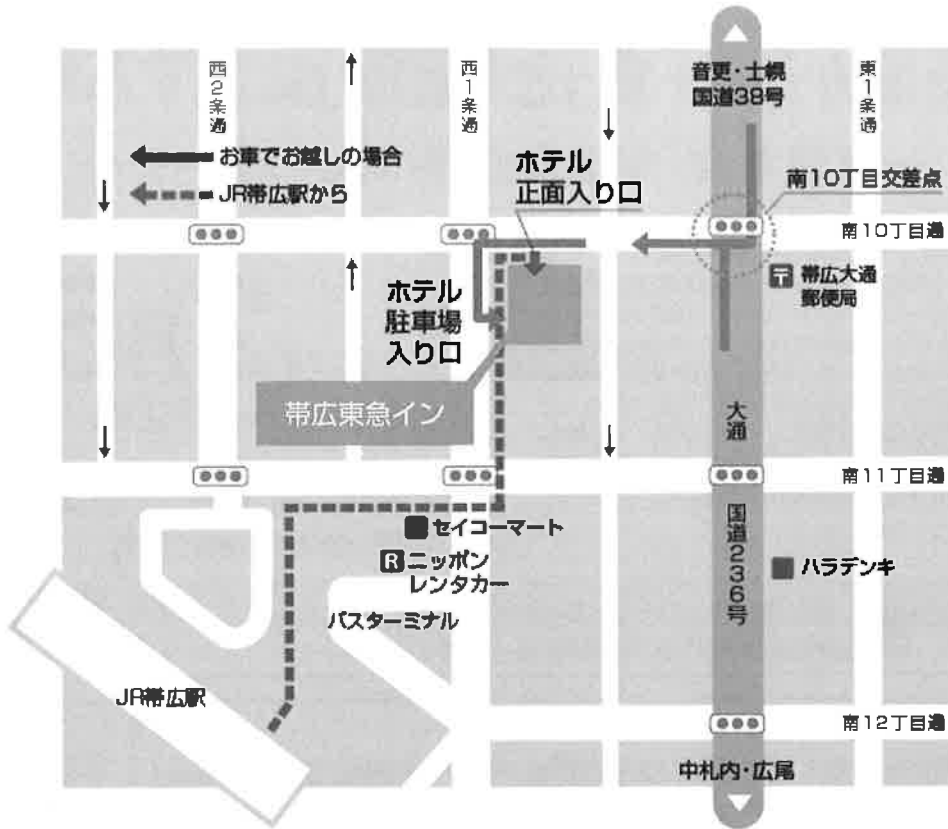 音更・士幌
国道38号
西2条通
西1条通
東1条通
お車でお越しの場合
JR帯広駅から
ホテル
正面入り口
南10丁目交差点
南10丁目通
帯広大通
郵便局
ホテル
駐車場
入り口
帯広東急イン
大通
南11丁目通
国道236号
セイコーマート
R ニッポン
レンタカー
ハラデンキ
バスターミナル
JR帯広駅
南12丁目通
中札内・広尾